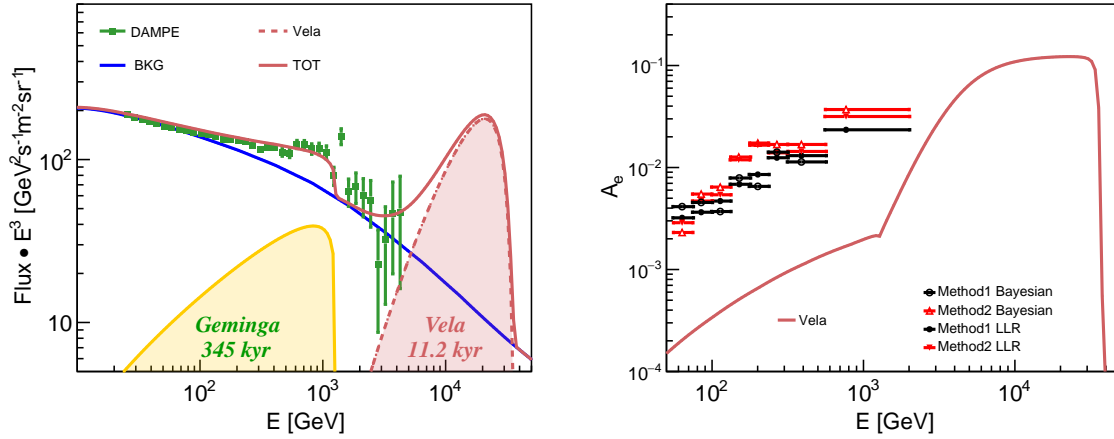 DAMPE
Vela
BKG
TOT
Flux • E³ [GeV²s⁻¹m⁻²sr⁻¹]
10²
10
Geminga
345 kyr
Vela
11.2 kyr
10² 10³ 10⁴
E [GeV]
Aₑ
10⁻¹
10⁻²
10⁻³
10⁻⁴
Vela
Method1 Bayesian
Method2 Bayesian
Method1 LLR
Method2 LLR
10² 10³ 10⁴
E [GeV]